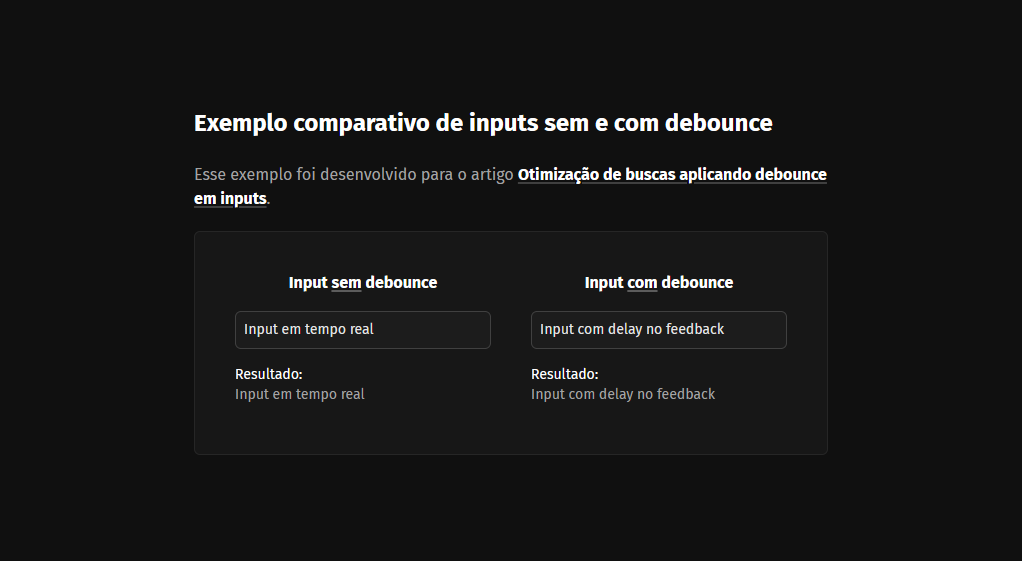 Exemplo comparativo de inputs sem e com debounce
Esse exemplo foi desenvolvido para o artigo Otimização de buscas aplicando debounce
em inputs.
Input sem debounce
Input em tempo real
Resultado:
Input em tempo real
Input com debounce
Input com delay no feedback
Resultado:
Input com delay no feedback